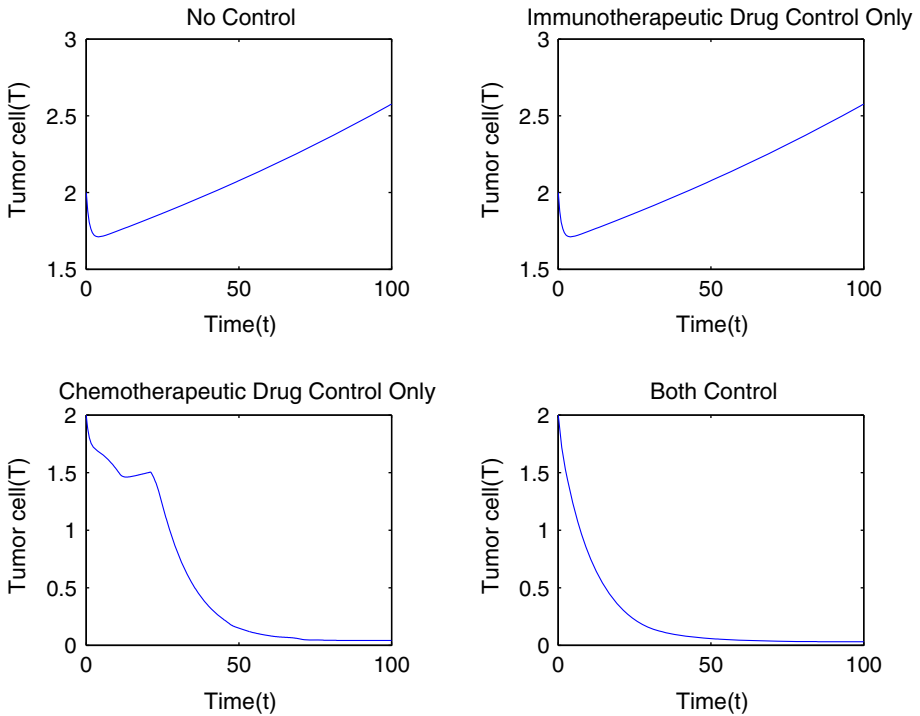 No Control
3
2.5
2
1.5
Tumor cell(T)
0
50
100
Time(t)
Immunotherapeutic Drug Control Only
3
2.5
2
1.5
Tumor cell(T)
0
50
100
Time(t)
Chemotherapeutic Drug Control Only
2
1.5
1
0.5
0
Tumor cell(T)
0
50
100
Time(t)
Both Control
2
1.5
1
0.5
0
Tumor cell(T)
0
50
100
Time(t)